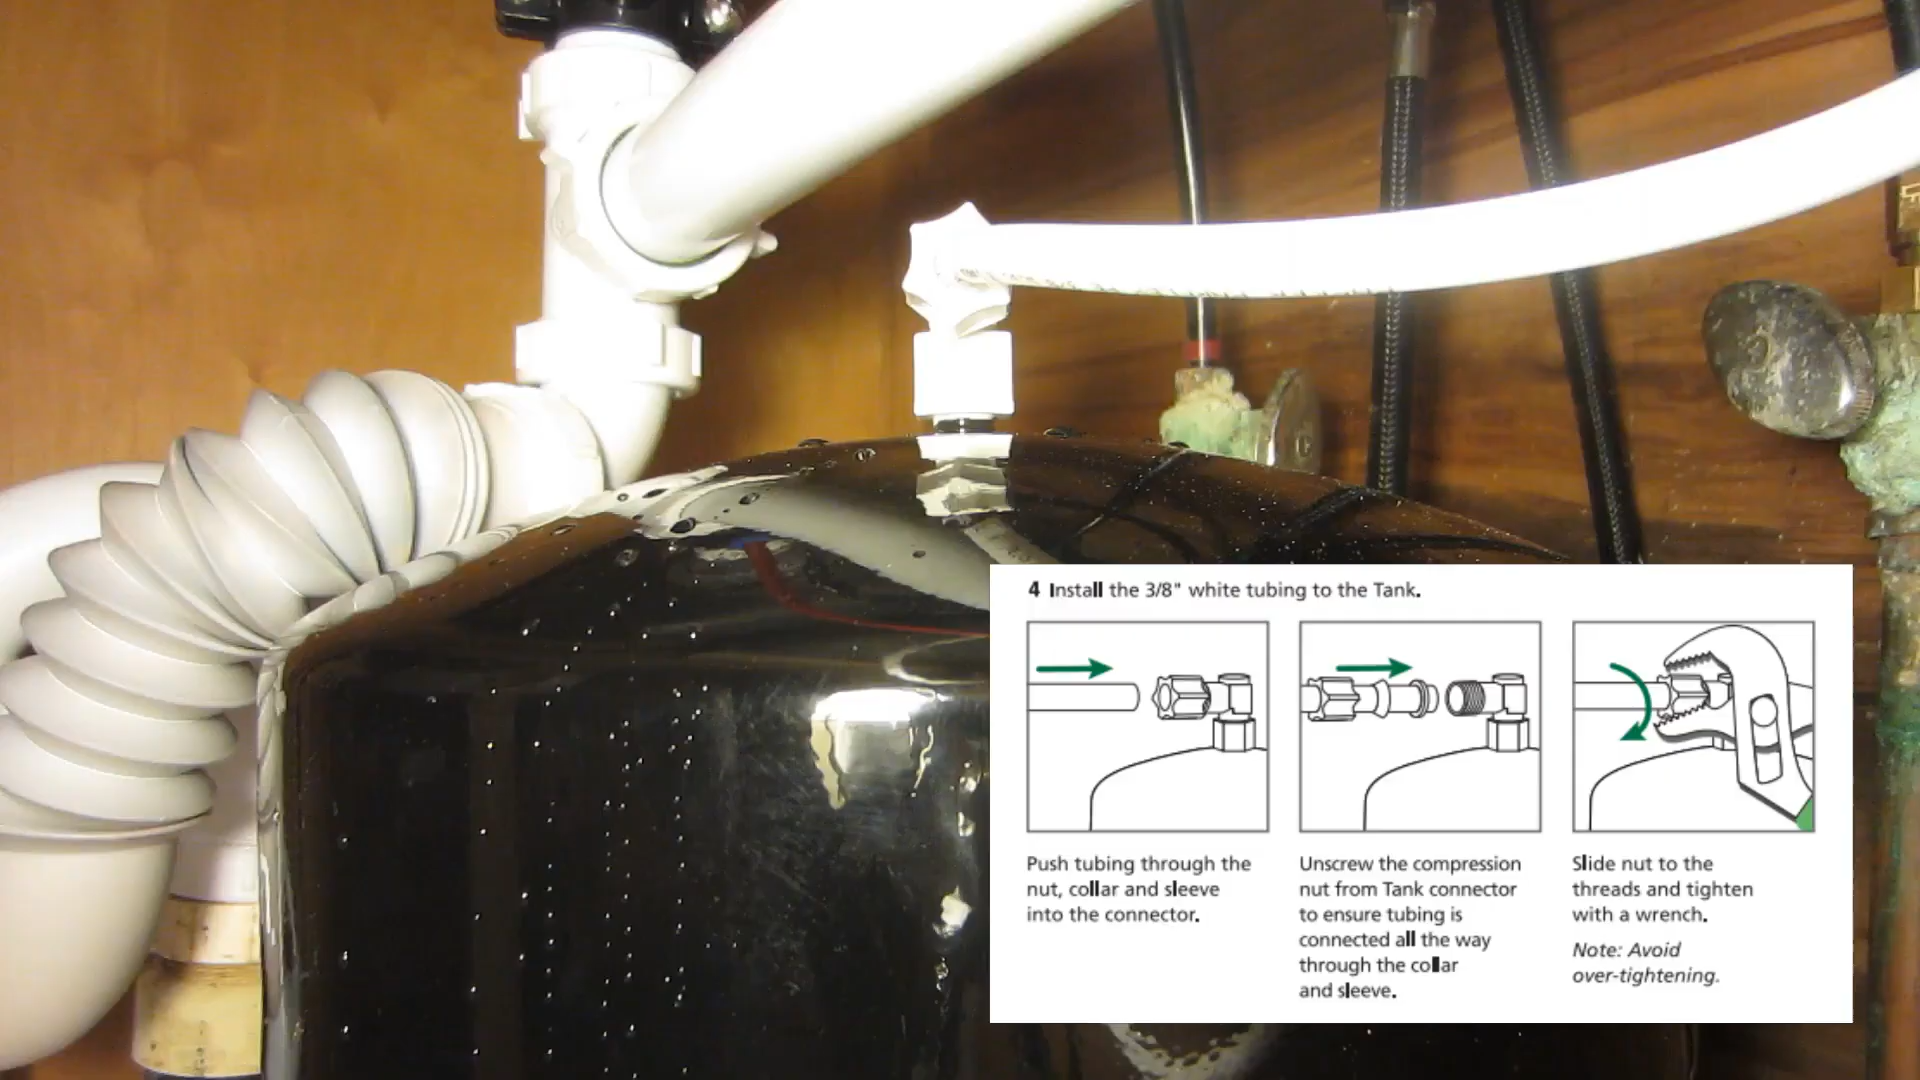 4 Install the 3/8" white tubing to the Tank.
Push tubing through the
nut, collar and sleeve
into the connector.
Unscrew the compression
nut from Tank connector
to ensure tubing is
connected all the way
through the collar
and sleeve.
Slide nut to the
threads and tighten
with a wrench.
Note: Avoid
over-tightening.